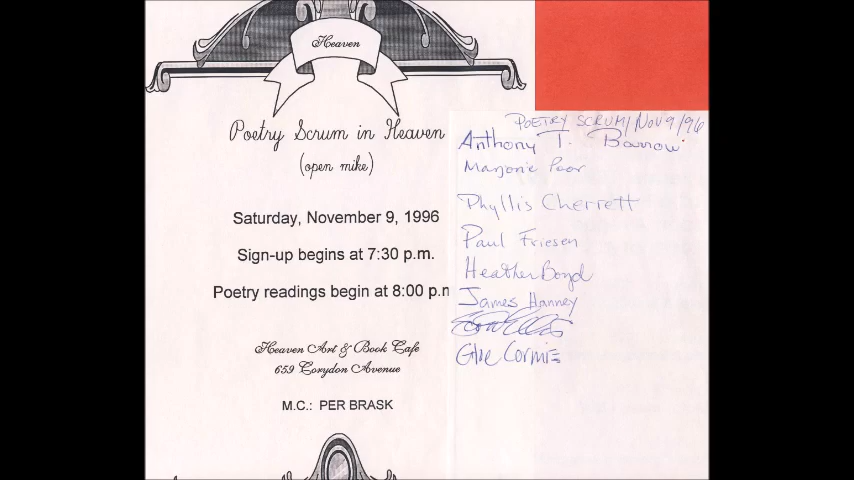 Heaven
Poetry Scrum in Heaven
(open mike)
Saturday, November 9, 1996
Sign-up begins at 7:30 p.m.
Poetry readings begin at 8:00 p.n
Heaven Art & Book Cafe
659 Corydon Avenue
M.C.: PER BRASK
POETRY SCRUM/NOV 9/96
Anthony T.
Marjorie Poor
Phyllis Cherrett
Paul Friesen
Heather Boyd
James Hanney
Cormie